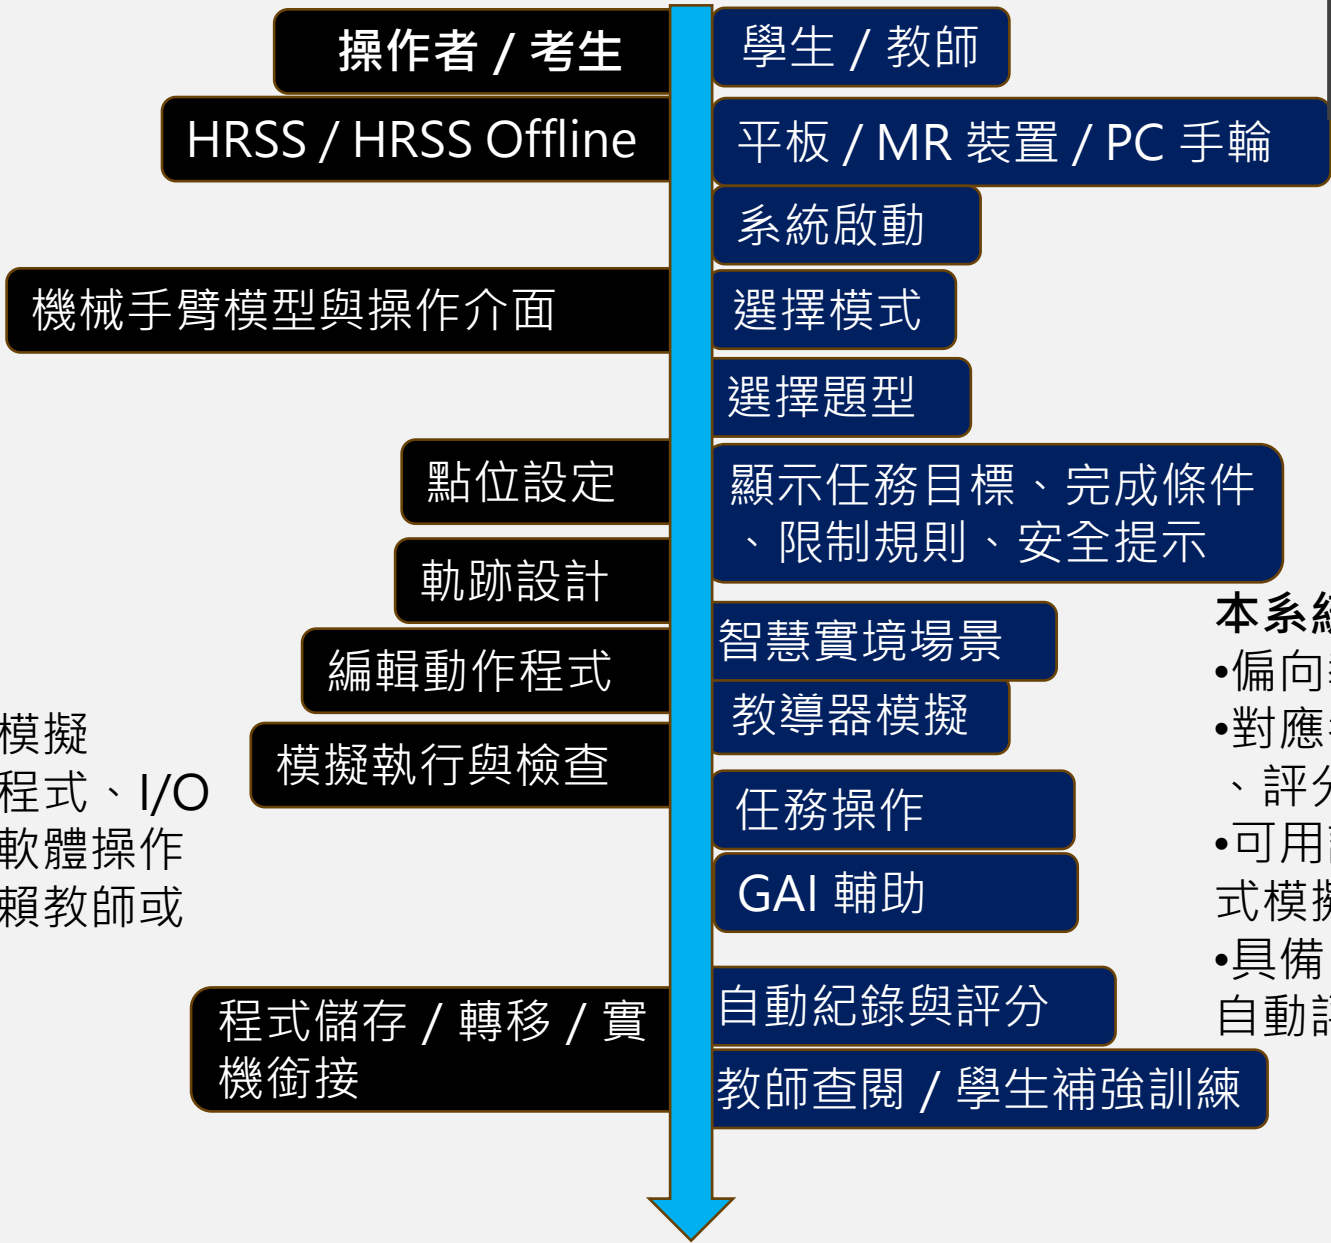 操作者 / 考生
HRSS / HRSS Offline
機械手臂模型與操作介面
點位設定
軌跡設計
編輯動作程式
模擬執行與檢查
程式儲存 / 轉移 / 實
機銜接
模擬
程式、I/O
軟體操作
賴教師或
學生 / 教師
平板 / MR 裝置 / PC 手輪
系統啟動
選擇模式
選擇題型
顯示任務目標、完成條件
、限制規則、安全提示
智慧實境場景
教導器模擬
任務操作
GAI 輔助
自動紀錄與評分
教師查閱 / 學生補強訓練
本系
•偏向
•對應
、評
•可用
式模
•具備
自動